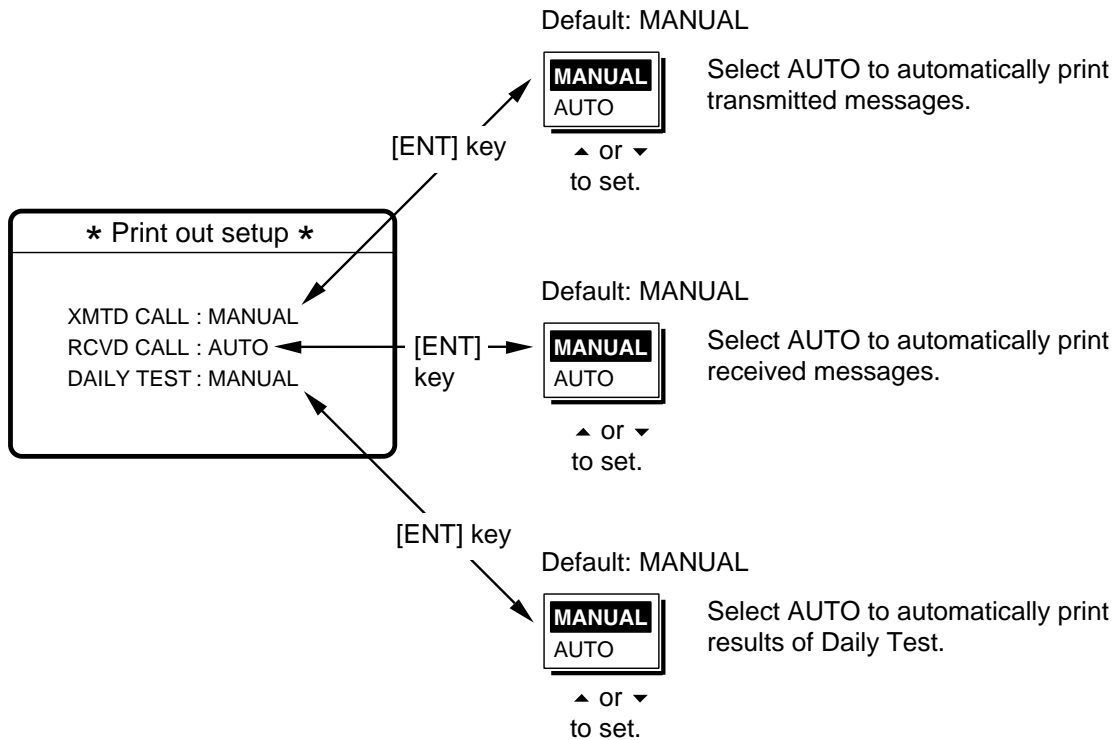 Default: MANUAL
MANUAL
AUTO
Select AUTO to automatically print
transmitted messages.
[ENT] key
▲ or ▼
to set.
* Print out setup *
XMTD CALL : MANUAL
RCVD CALL : AUTO
DAILY TEST : MANUAL
Default: MANUAL
[ENT]
key
MANUAL
AUTO
Select AUTO to automatically print
received messages.
▲ or ▼
to set.
[ENT] key
Default: MANUAL
MANUAL
AUTO
Select AUTO to automatically print
results of Daily Test.
▲ or ▼
to set.